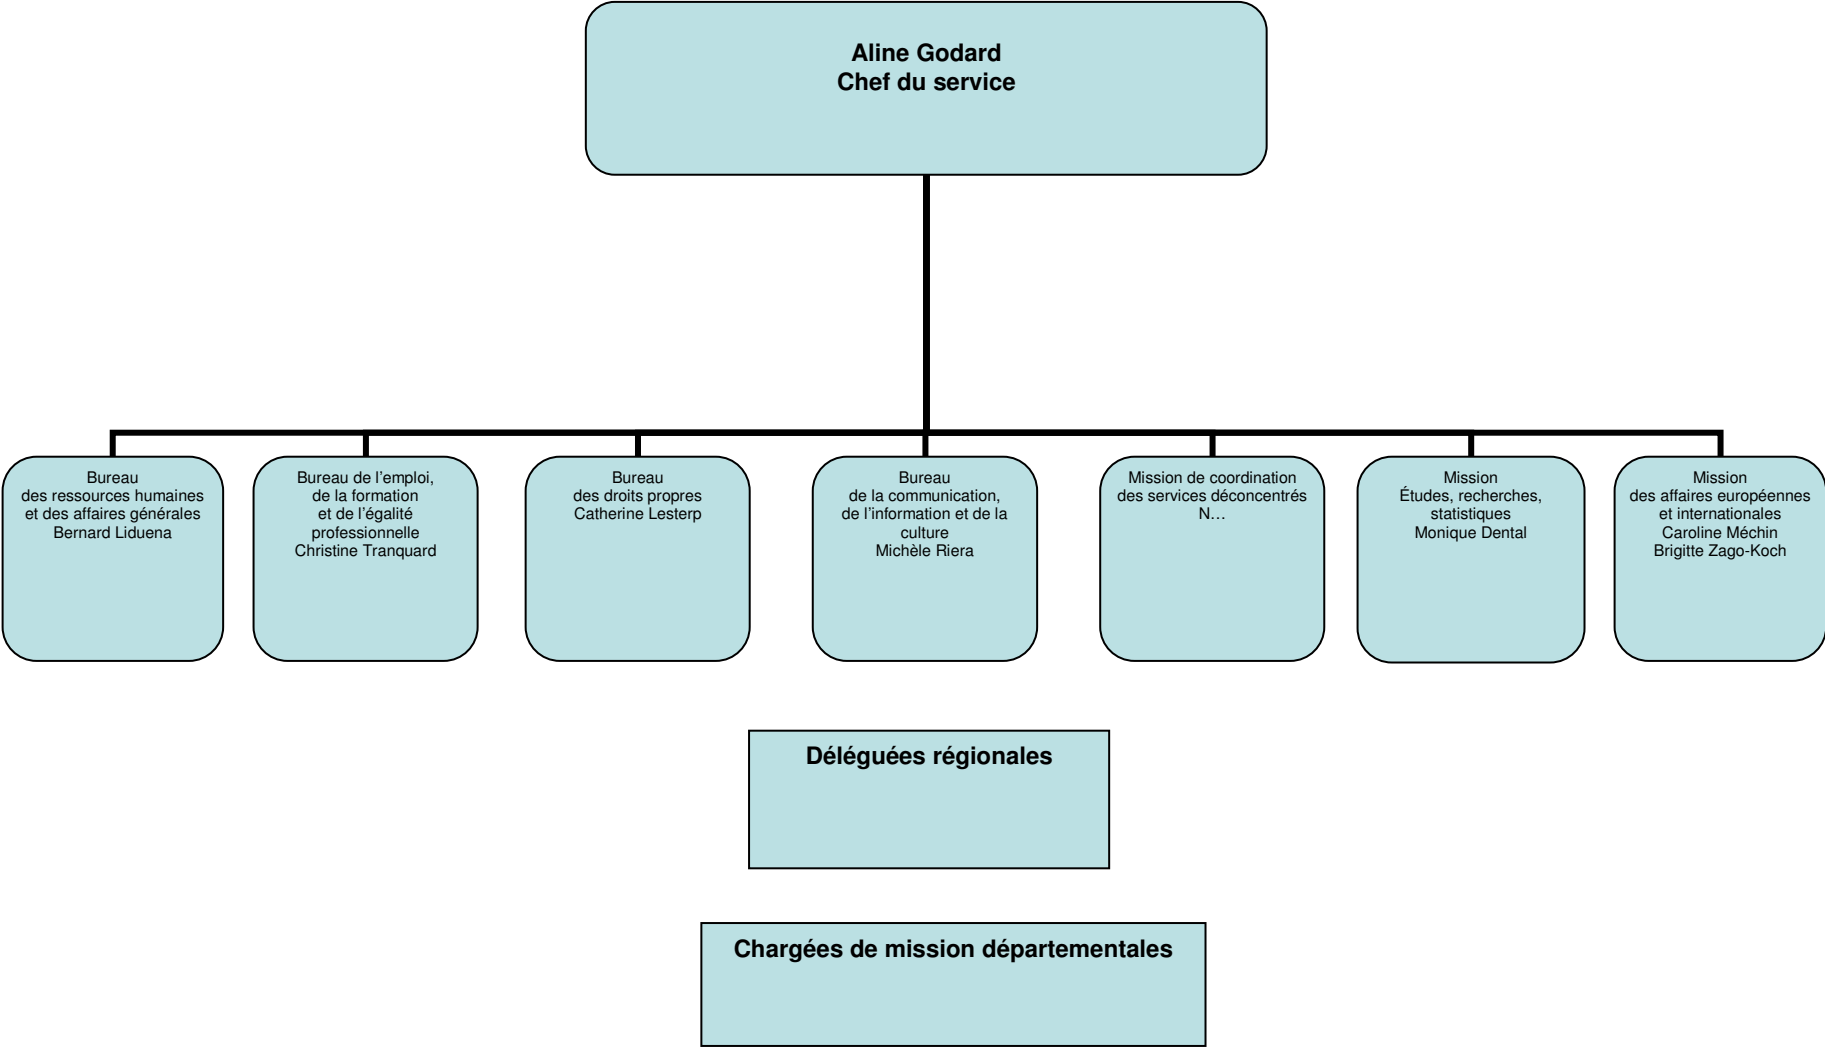 Aline Godard
Chef du service
Bureau
des ressources humaines
et des affaires générales
Bernard Liduena
Bureau de l’emploi,
de la formation
et de l’égalité
professionnelle
Christine Tranquard
Bureau
des droits propres
Catherine Lesterp
Bureau
de la communication,
de l’information et de la
culture
Michèle Riera
Mission de coordination
des services déconcentrés
N…
Mission
Études, recherches,
statistiques
Monique Dental
Mission
des affaires européennes
et internationales
Caroline Méchin
Brigitte Zago-Koch
Déléguées régionales
Chargées de mission départementales